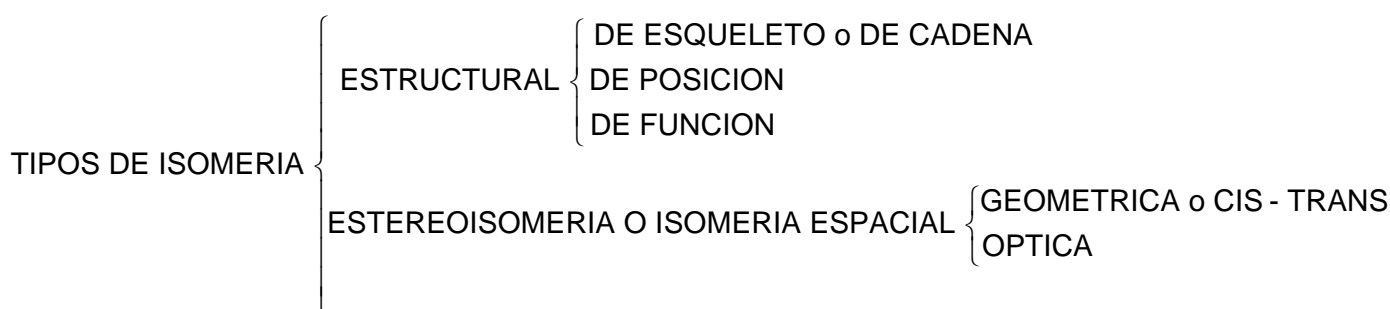 DE ESQUELETO o DE CADENA
ESTRUCTURAL DE POSICION
DE FUNCION
TIPOS DE ISOMERIA
ESTEREOISOMERIA O ISOMERIA ESPACIAL
GEOMETRICA o CIS - TRANS
OPTICA